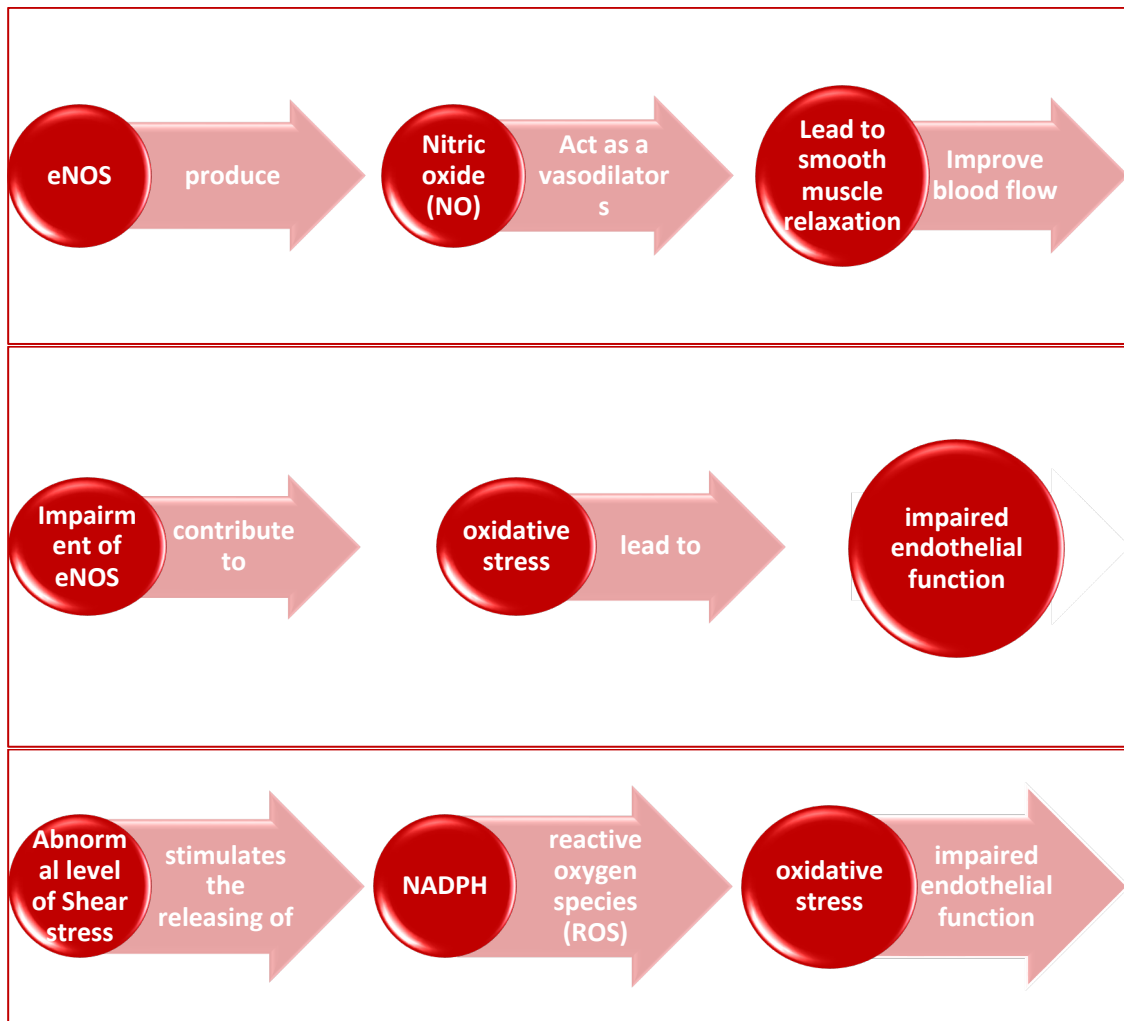 eNOS
produce
Nitric
oxide
(NO)
Act as a
vasodilator
s
Lead to
smooth
muscle
relaxation
Improve
blood flow
Impairm
ent of
eNOS
contribute
to
oxidative
stress
lead to
impaired
endothelial
function
Abnorm
al level
of Shear
stress
stimulates
the
releasing of
NADPH
reactive
oxygen
species
(ROS)
oxidative
stress
impaired
endothelial
function